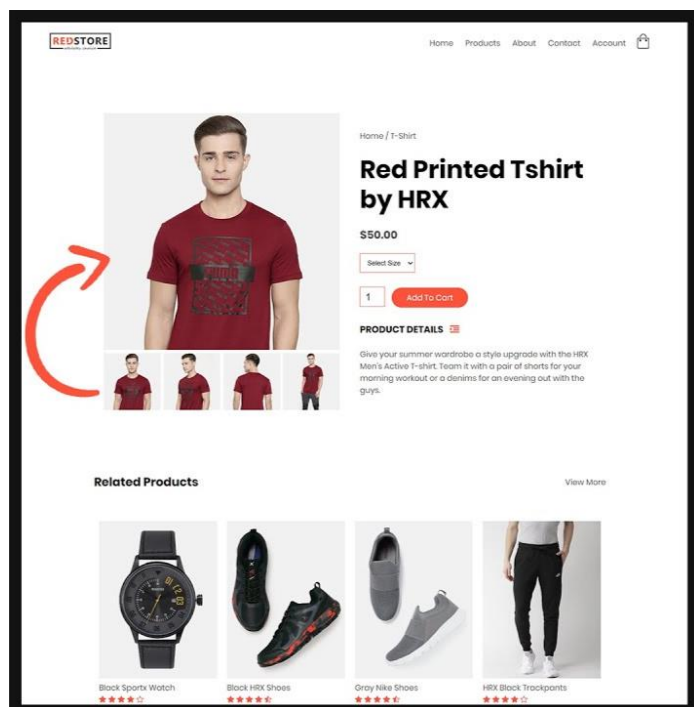 REDSTORE
Home Products About Contact Account
Home / T-Shirt
Red Printed Tshirt
by HRX
$50.00
Select Size
1 Add To Cart
PRODUCT DETAILS
Give your summer wardrobe a style upgrade with the HRX
Men's Active T-shirt. Team it with a pair of shorts for your
morning workout or a denims for an evening out with the
guys.
Related Products View More
Black Sportx Watch
Black HRX Shoes
Gray Nike Shoes
HRX Black Trackpants